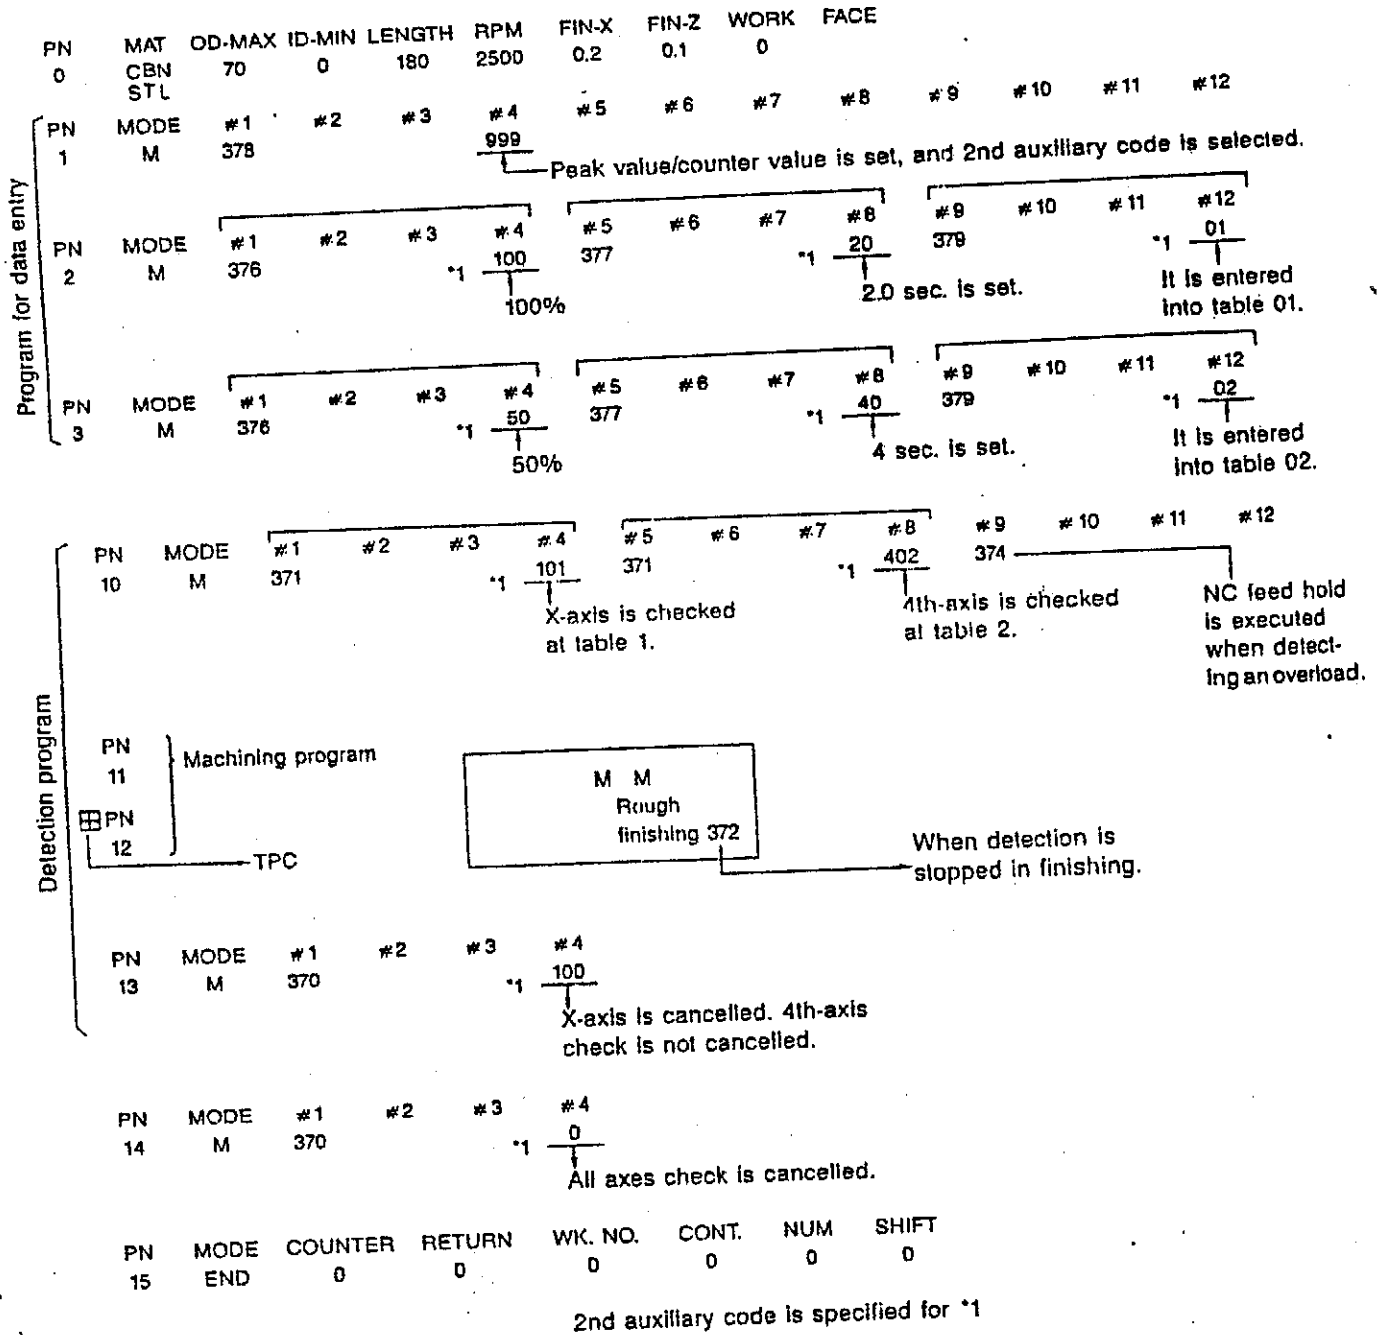 PN MAT OD-MAX ID-MIN LENGTH RPM FIN-X FIN-Z WORK FACE
0 CBN 70 0 180 2500 0.2 0.1 0
STL
Program for data entry
PN MODE #1 #2 #3 #4 #5 #6 #7 #8 #9 #10 #11 #12
1 M 378 999
Peak value/counter value is set, and 2nd auxiliary code is selected.
PN MODE #1 #2 #3 #4 #5 #6 #7 #8 #9 #10 #11 #12
2 M 376 *1 100 377 *1 20 379 *1 01
100% 2.0 sec. is set. It is entered
into table 01.
PN MODE #1 #2 #3 #4 #5 #6 #7 #8 #9 #10 #11 #12
3 M 376 *1 50 377 *1 40 379 *1 02
50% 4 sec. is set. It is entered
into table 02.
Detection program
PN MODE #1 #2 #3 #4 #5 #6 #7 #8 #9 #10 #11 #12
10 M 371 *1 101 371 *1 402 374
X-axis is checked
at table 1.
4th-axis is checked
at table 2.
NC feed hold
is executed
when detect-
ing an overload.
PN
11
Machining program
PN
12
TPC
M M
Rough
finishing 372
When detection is
stopped in finishing.
PN MODE #1 #2 #3 #4
13 M 370 *1 100
X-axis is cancelled. 4th-axis
check is not cancelled.
PN MODE #1 #2 #3 #4
14 M 370 *1 0
All axes check is cancelled.
PN MODE COUNTER RETURN WK. NO. CONT. NUM SHIFT
15 END 0 0 0 0 0 0
2nd auxiliary code is specified for *1